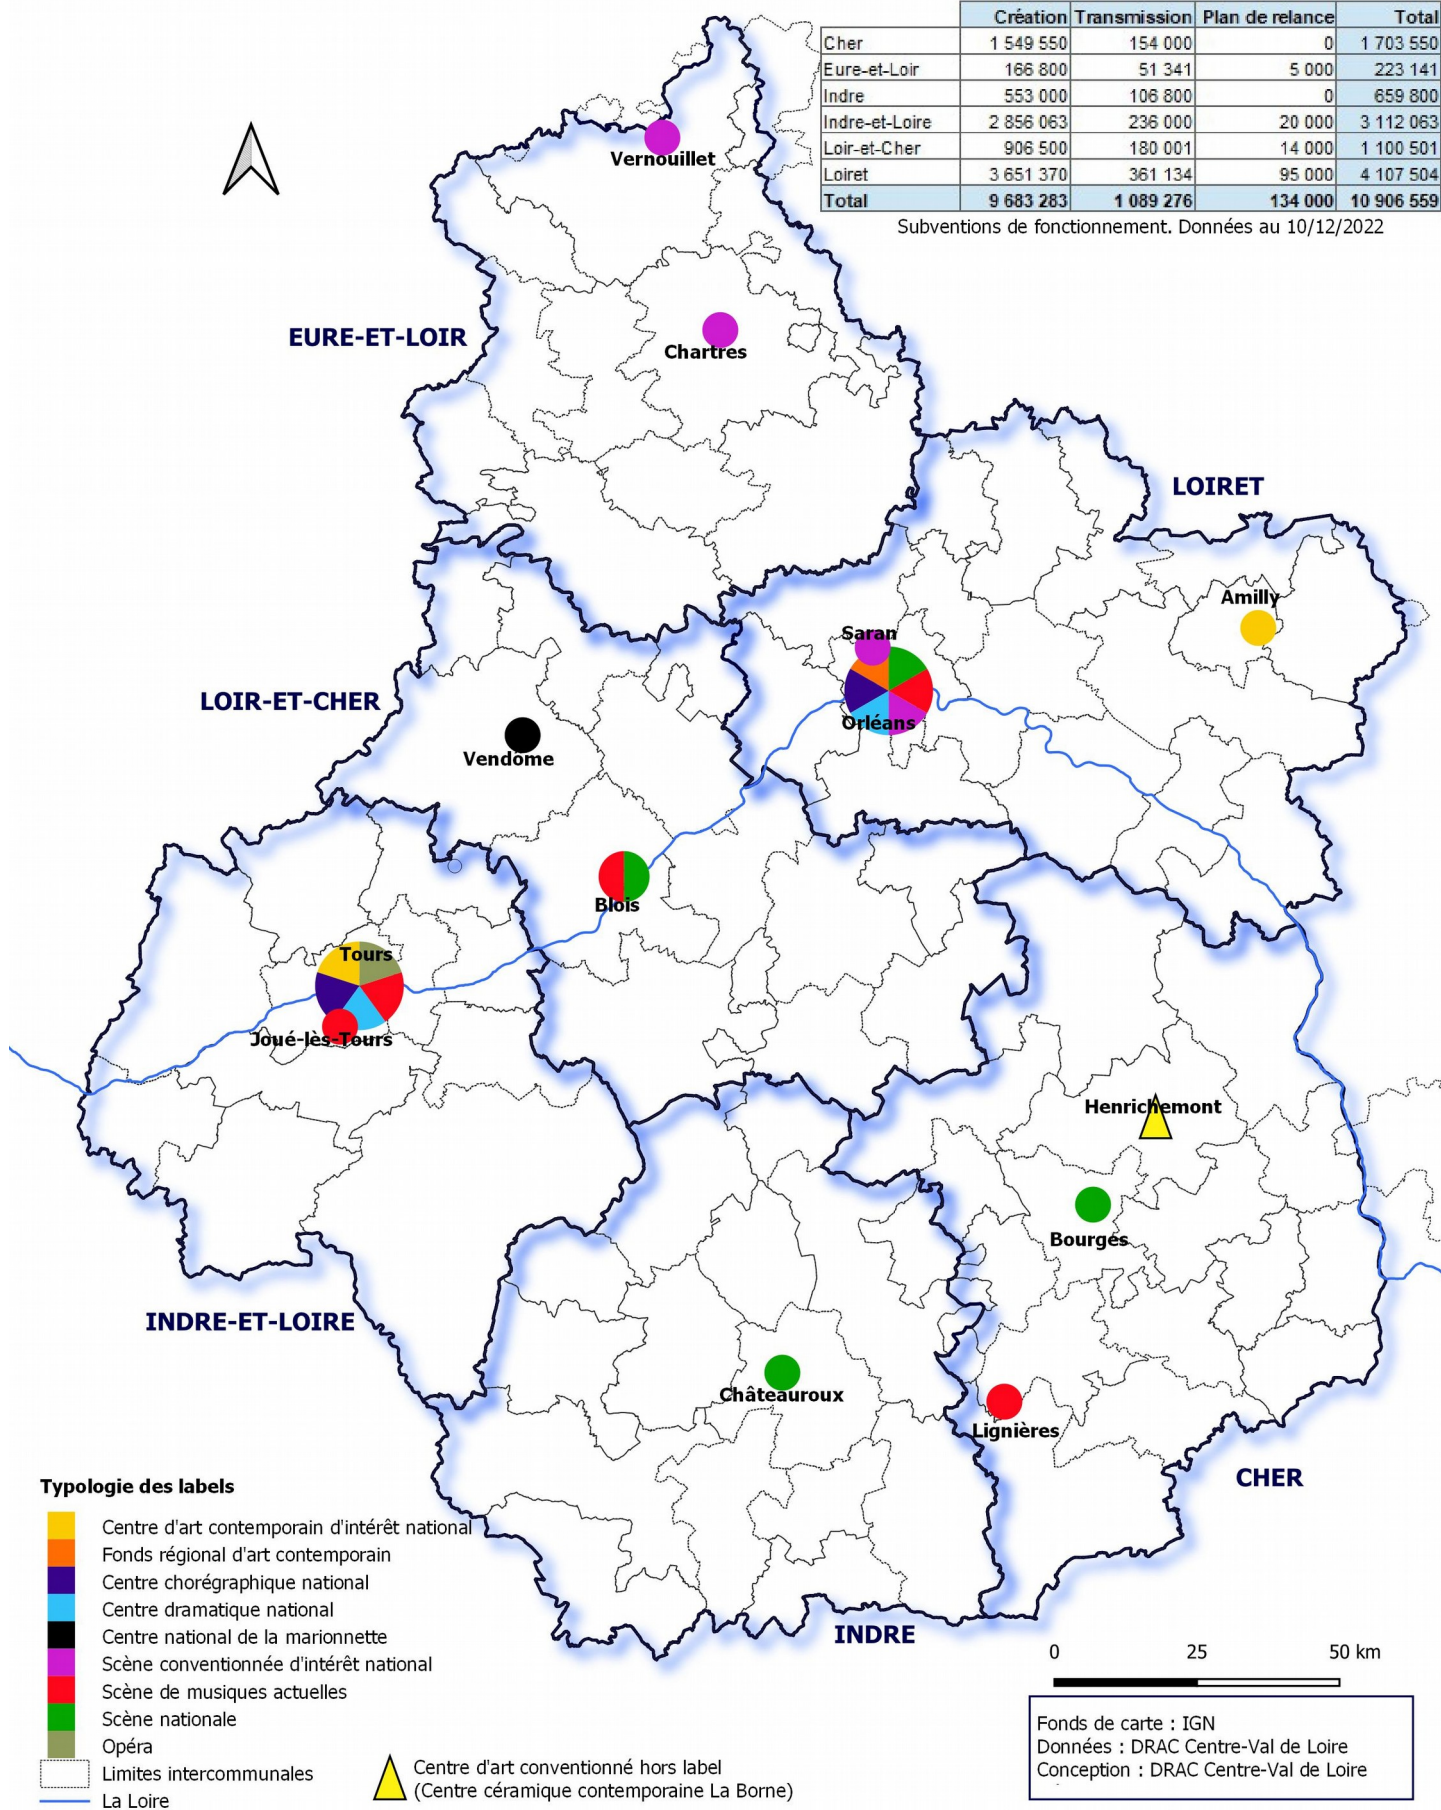 Création Transmission Plan de relance Total
Cher 1 549 550 154 000 0 1 703 550
Eure-et-Loir 166 800 51 341 5 000 223 141
Indre 553 000 106 800 0 659 800
Indre-et-Loire 2 856 063 236 000 20 000 3 112 063
Loir-et-Cher 906 500 180 001 14 000 1 100 501
Loiret 3 651 370 361 134 95 000 4 107 504
Total 9 683 283 1 089 276 134 000 10 906 559
Subventions de fonctionnement. Données au 10/12/2022
Vernouillet
EURE-ET-LOIR
Chartres
LOIRET
Amilly
Saran
LOIR-ET-CHER
Orléans
Vendôme
Blois
Tours
Joué-lès-Tours
Henrichemont
Bourges
INDRE-ET-LOIRE
Châteauroux
Lignières
CHER
INDRE
Typologie des labels
Centre d'art contemporain d'intérêt national
Fonds régional d'art contemporain
Centre chorégraphique national
Centre dramatique national
Centre national de la marionnette
Scène conventionnée d'intérêt national
Scène de musiques actuelles
Scène nationale
Opéra
Limites intercommunales
La Loire
Centre d'art conventionné hors label
(Centre céramique contemporaine La Borne)
0 25 50 km
Fonds de carte : IGN
Données : DRAC Centre-Val de Loire
Conception : DRAC Centre-Val de Loire